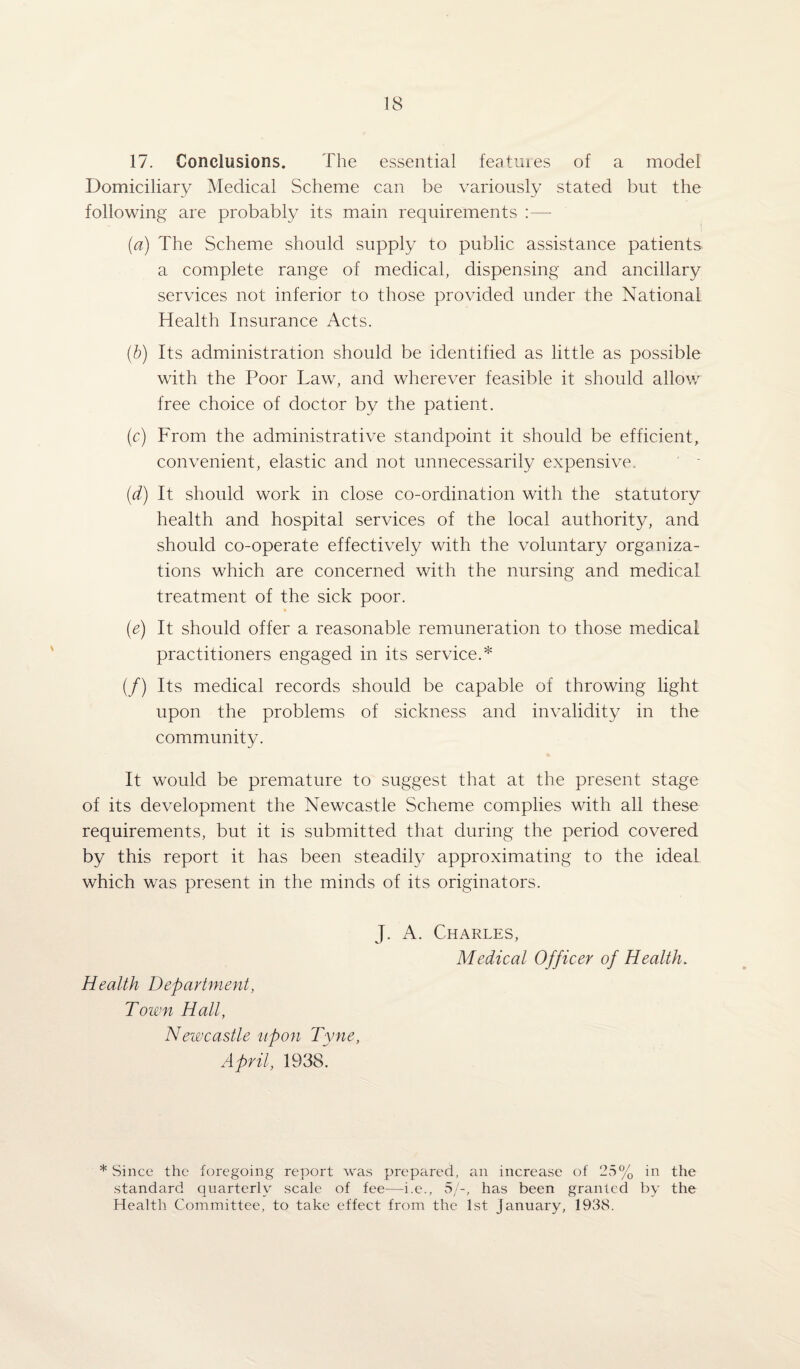 18
17. Conclusions. The essential features of a model
Domiciliary Medical Scheme can be variously stated but the
following are probably its main requirements :—
(a) The Scheme should supply to public assistance patients
a complete range of medical, dispensing and ancillary
services not inferior to those provided under the National
Health Insurance Acts.
(b) Its administration should be identified as little as possible
with the Poor Law, and wherever feasible it should allow
free choice of doctor by the patient.
(c) From the administrative standpoint it should be efficient,
convenient, elastic and not unnecessarily expensive.
(d) It should work in close co-ordination with the statutory
health and hospital services of the local authority, and
should co-operate effectively with the voluntary organiza-
tions which are concerned with the nursing and medical
treatment of the sick poor.
(e) It should offer a reasonable remuneration to those medical
practitioners engaged in its service.*
(f) Its medical records should be capable of throwing light
upon the problems of sickness and invalidity in the
community.
It would be premature to suggest that at the present stage
of its development the Newcastle Scheme complies with all these
requirements, but it is submitted that during the period covered
by this report it has been steadily approximating to the ideal
which was present in the minds of its originators.
J. A. Charles,
Medical Officer of Health.
Health Department,
Town Hall,
Newcastle upon Tyne,
April, 1938.
* Since the foregoing report was prepared, an increase of 25% in the
standard quarterly scale of fee—i.e., 5/-, has been granted by the
Health Committee, to take effect from the 1st January, 1938.